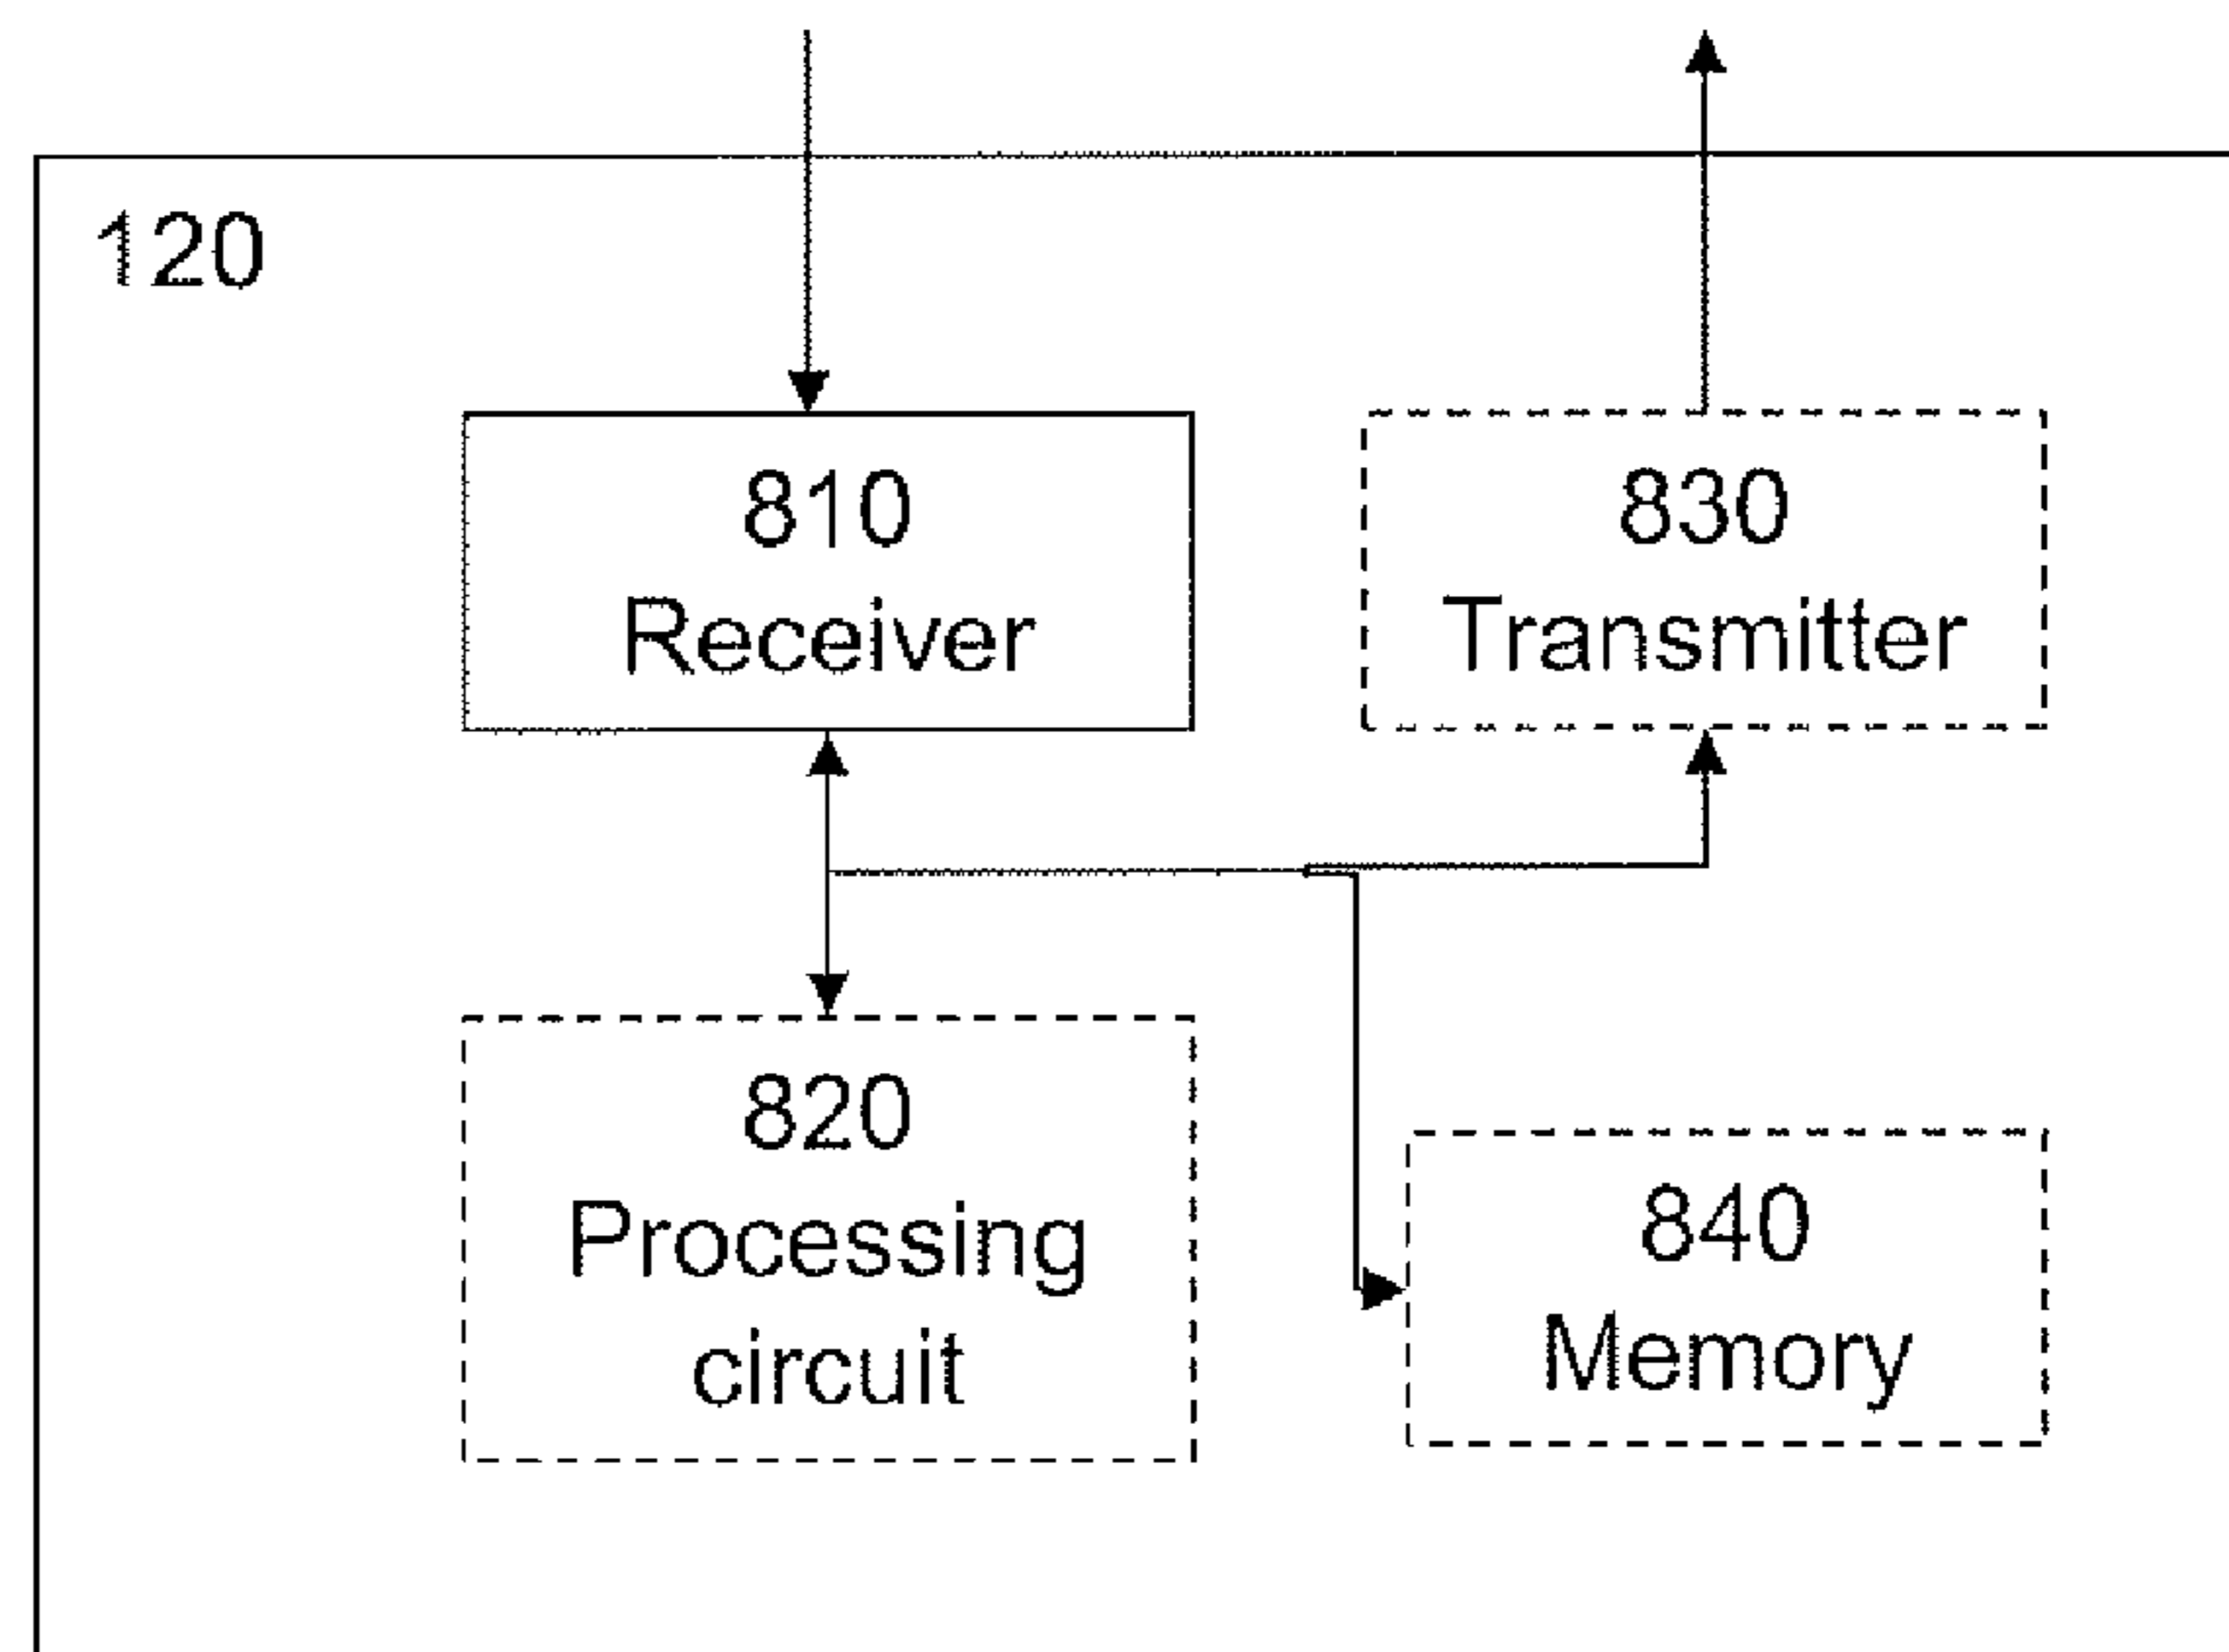 120
810
Receiver
830
Transmitter
820
Processing
circuit
840
Memory